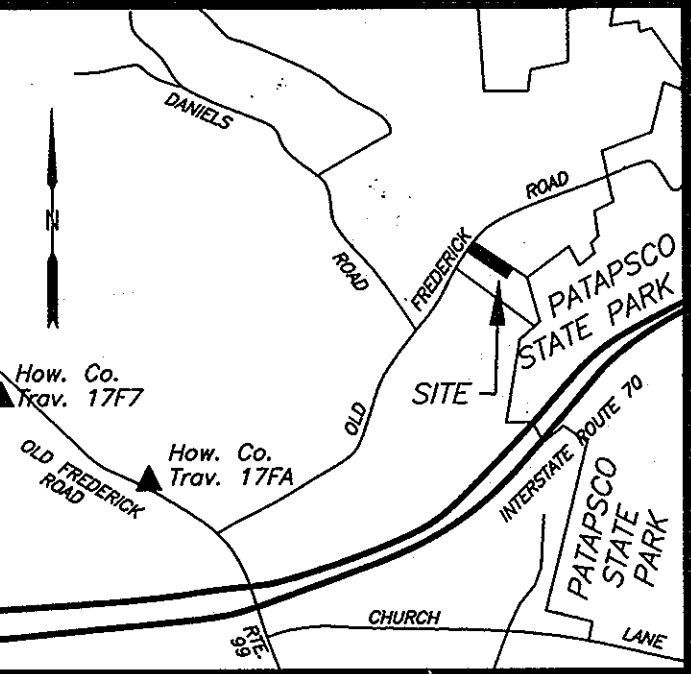 DANIELS
ROAD
N
ROAD
FREDERICK
OLD
PATAPSCO
STATE PARK
SITE
How. Co.
Trav. 17F7
How. Co.
Trav. 17FA
OLD FREDERICK
ROAD
INTERSTATE ROUTE 70
PATAPSCO
STATE
PARK
RTE.
99
CHURCH
LANE